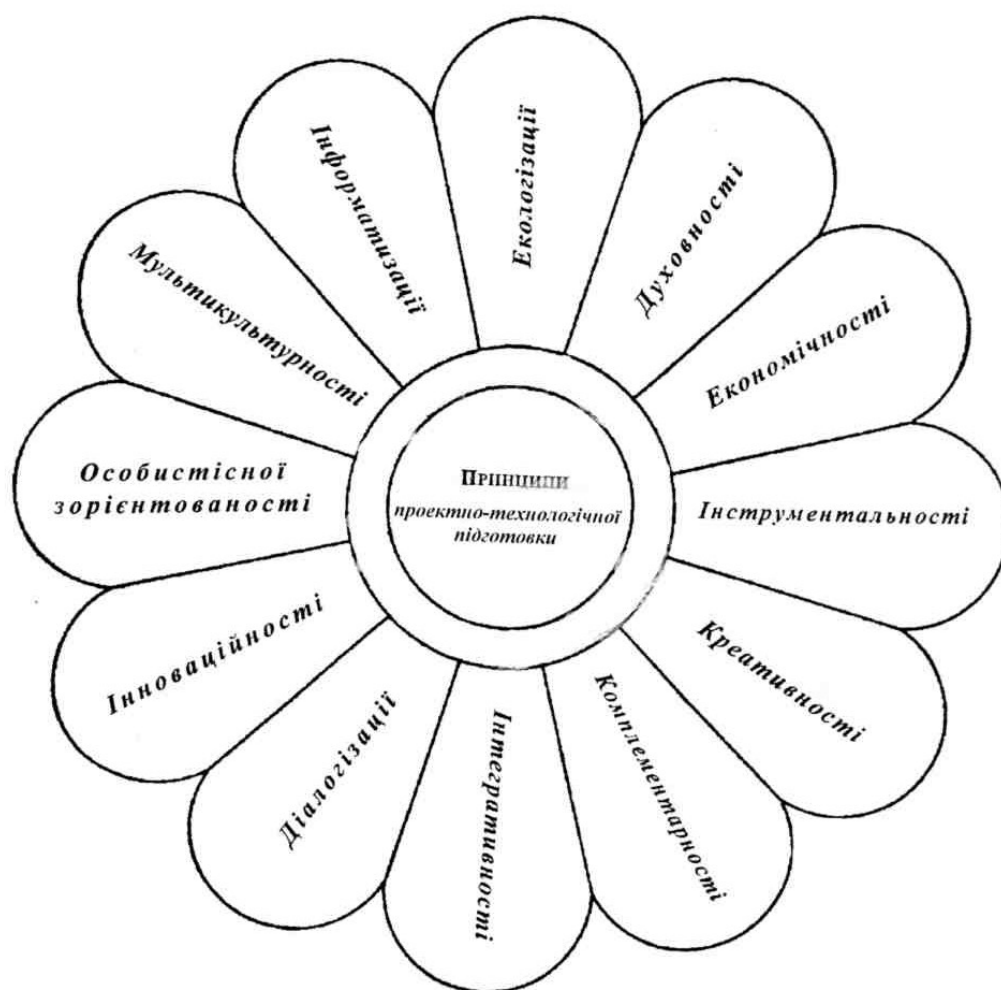 Принципи
проектно-технологічної
підготовки
Екологізації
Духовності
Економічності
Інструментальності
Креативності
Комплементарності
Інтегративності
Діалогізації
Інноваційності
Особистісної
зорієнтованості
Мультикультурності
Інформатизації